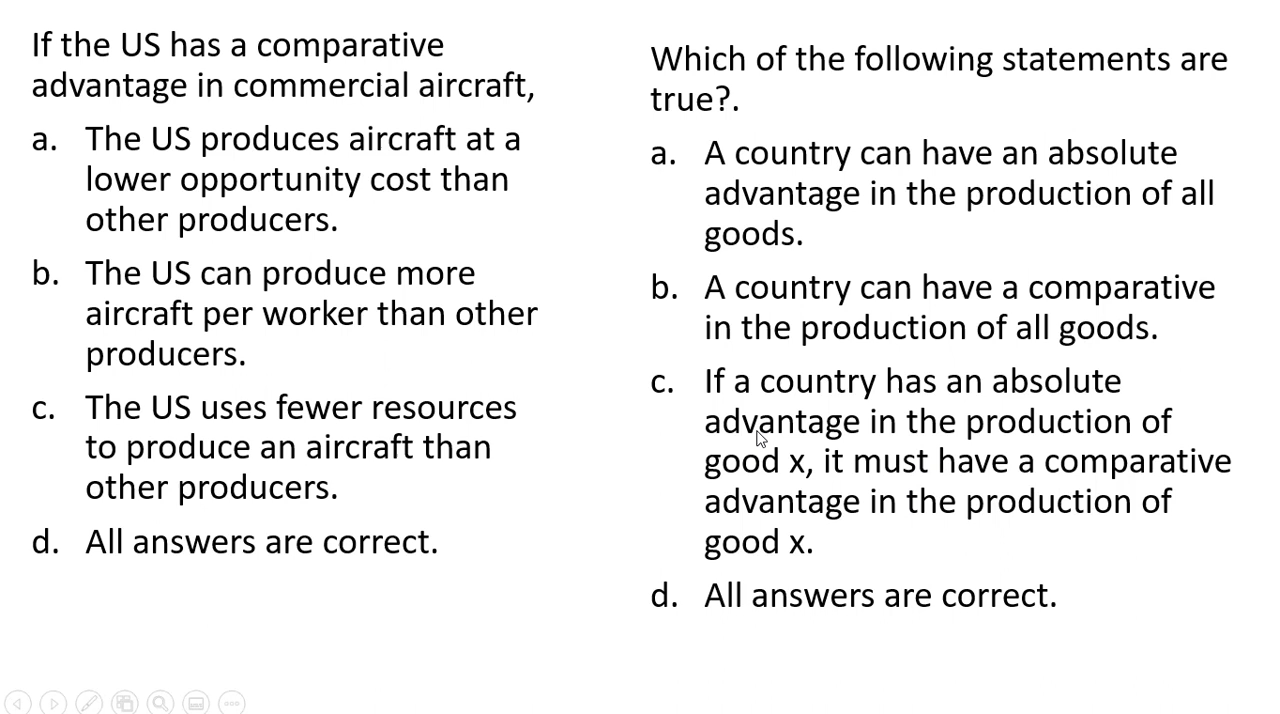 If the US has a comparative
advantage in commercial aircraft,
a. The US produces aircraft at a
lower opportunity cost than
other producers.
b. The US can produce more
aircraft per worker than other
producers.
c. The US uses fewer resources
to produce an aircraft than
other producers.
d. All answers are correct.
Which of the following statements are
true?.
a. A country can have an absolute
advantage in the production of all
goods.
b. A country can have a comparative
in the production of all goods.
c. If a country has an absolute
advantage in the production of
good x, it must have a comparative
advantage in the production of
good x.
d. All answers are correct.